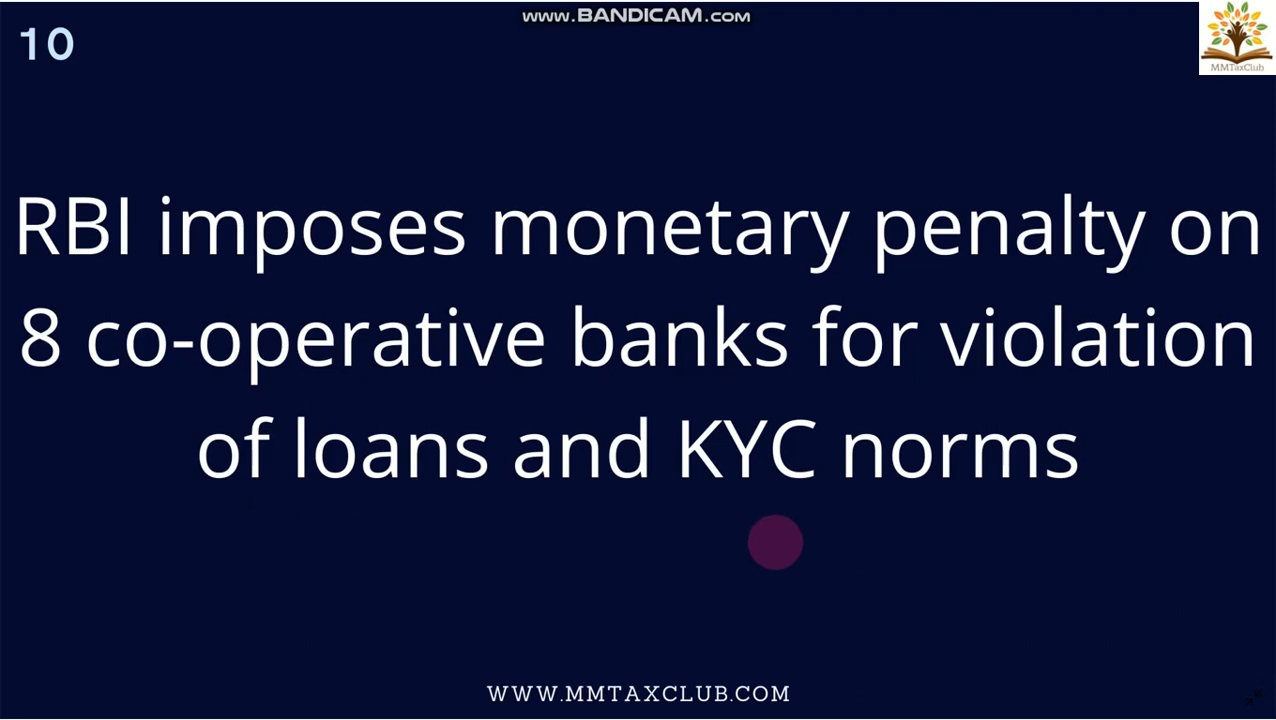 www.BANDICAM.com
10
MMTaxClub
RBI imposes monetary penalty on
8 co-operative banks for violation
of loans and KYC norms
WWW.MMTAXCLUB.COM